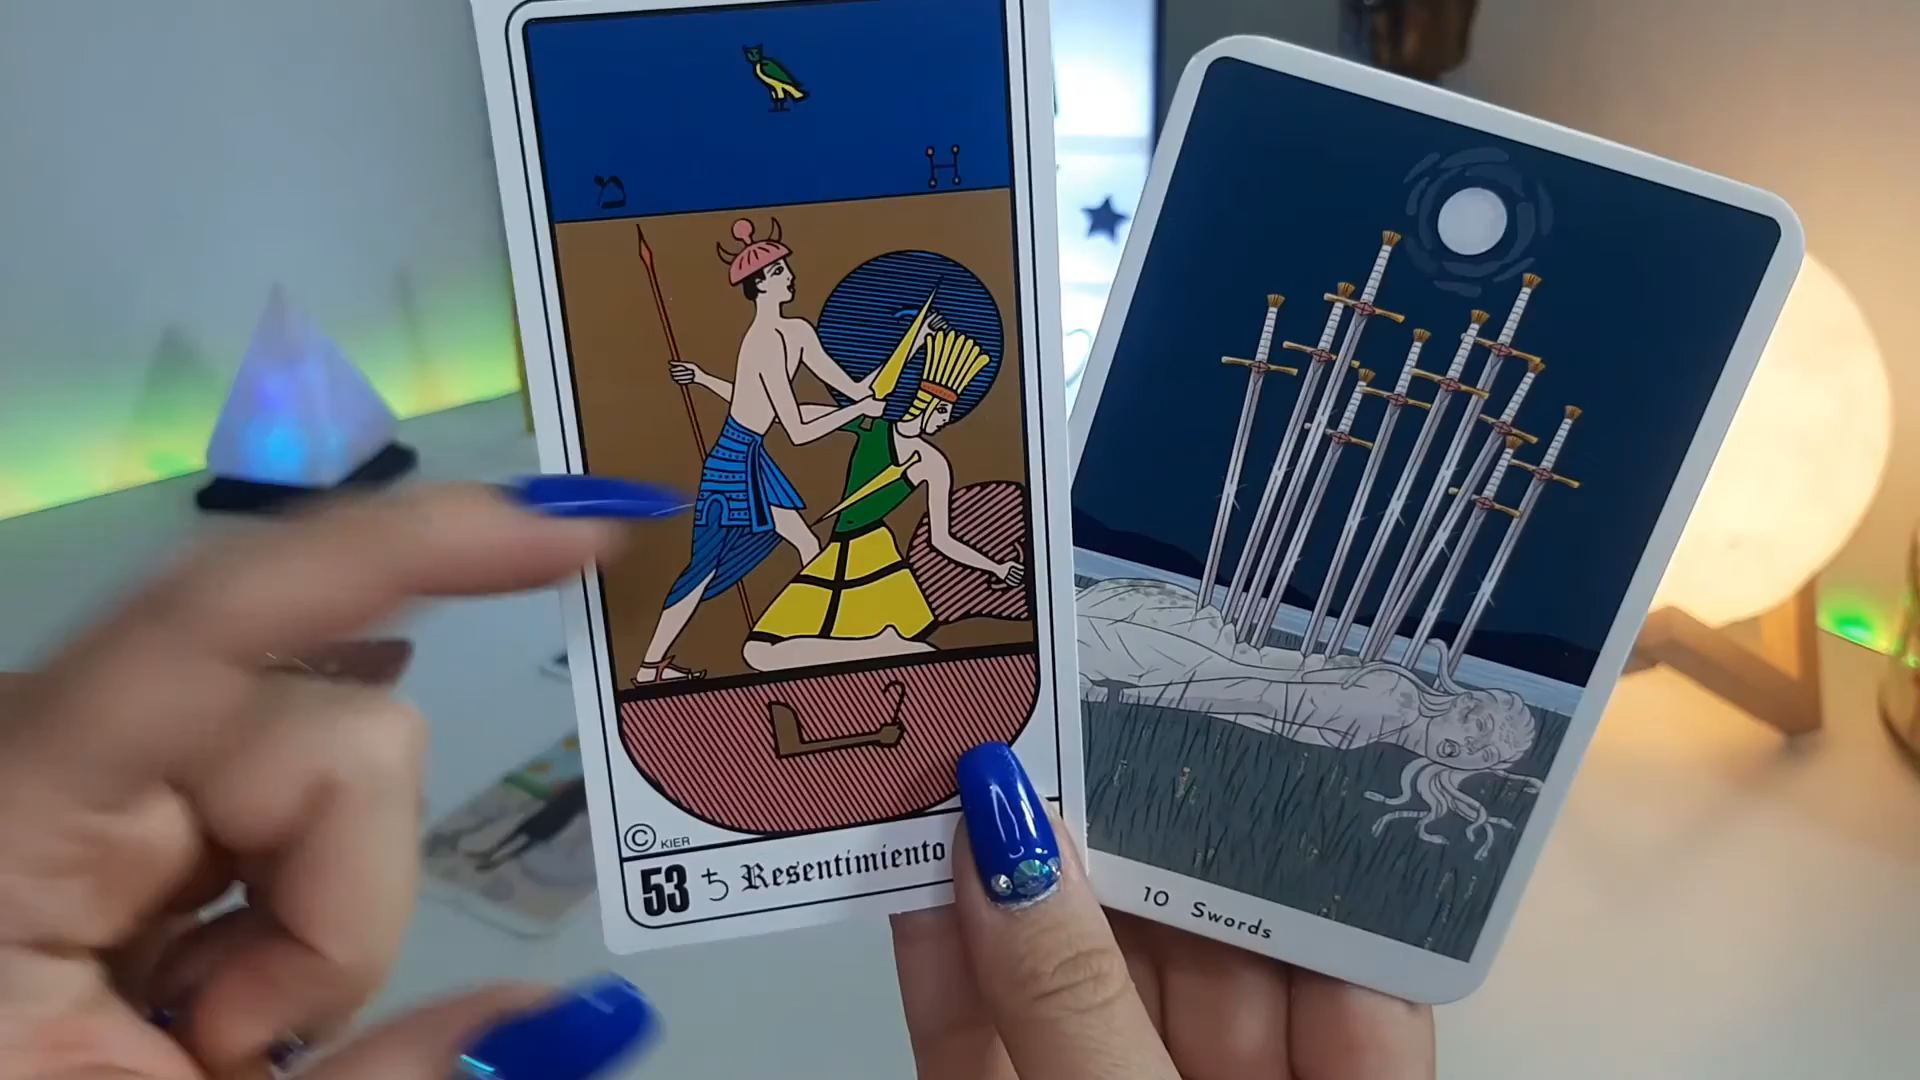 מ
© KIER
53 ♄ Resentimiento
10 Swords